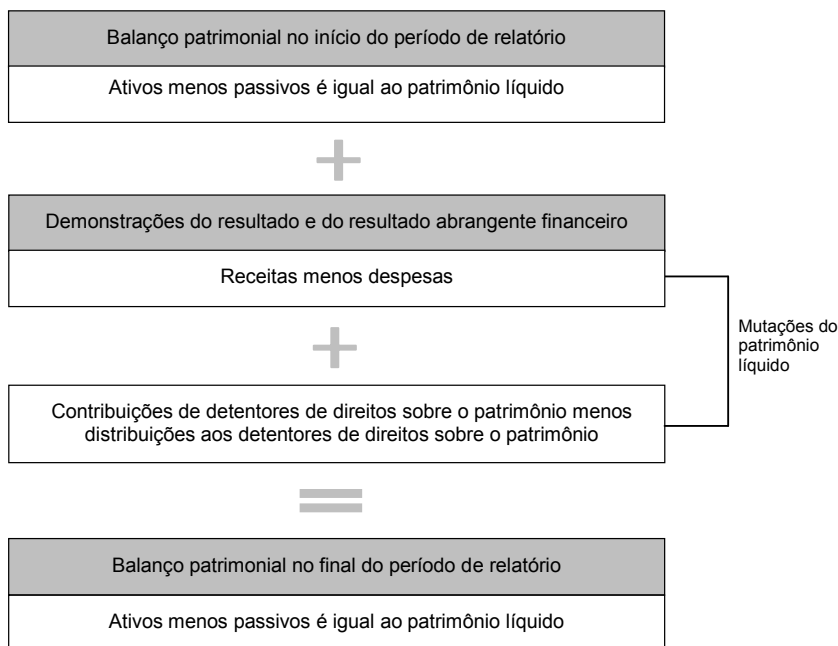 Balanço patrimonial no início do período de relatório
Ativos menos passivos é igual ao patrimônio líquido
+
Demonstrações do resultado e do resultado abrangente financeiro
Receitas menos despesas
+
Contribuições de detentores de direitos sobre o patrimônio menos
distribuições aos detentores de direitos sobre o patrimônio
Mutações do
patrimônio
líquido
=
Balanço patrimonial no final do período de relatório
Ativos menos passivos é igual ao patrimônio líquido